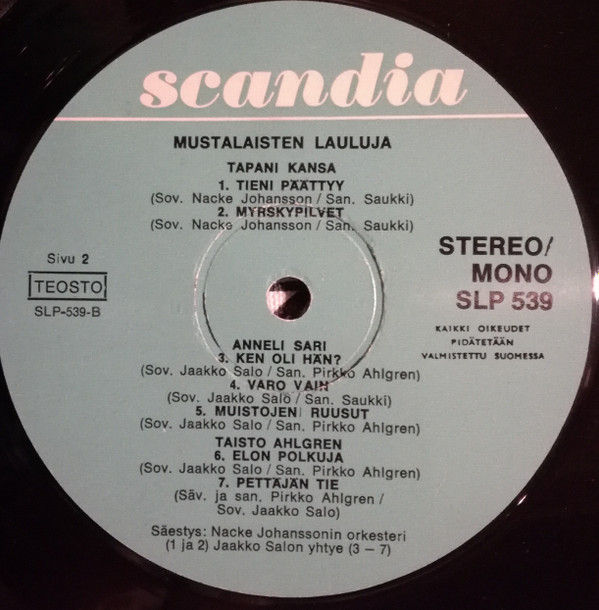 scandia
MUSTALAISTEN LAULUJA
TAPANI KANSA
1. TIENI PÄÄTTYY
(Sov. Nacke Johansson / San. Saukki)
2. MYRSKYPILVET
(Sov. Nacke Johansson / San. Saukki)
Sivu 2
TEOSTO
SLP-539-B
STEREO/
MONO
SLP 539
KAIKKI OIKEUDET
PIDÄTETÄÄN
VALMISTETTU SUOMESSA
ANNELI SARI
3. KEN OLI HÄN?
(Sov. Jaakko Salo / San. Pirkko Ahlgren)
4. VARO VAIN
(Sov. Jaakko Salo / San. Saukki)
5. MUISTOJEN RUUSUT
(Sov. Jaakko Salo / San. Pirkko Ahlgren)
TAISTO AHLGREN
6. ELON POLKUJA
(Sov. Jaakko Salo / San. Pirkko Ahlgren)
7. PETTÄJÄN TIE
(Säv. ja san. Pirkko Ahlgren /
Sov. Jaakko Salo)
Säestys: Nacke Johanssonin orkesteri
(1 ja 2) Jaakko Salon yhtye (3 – 7)